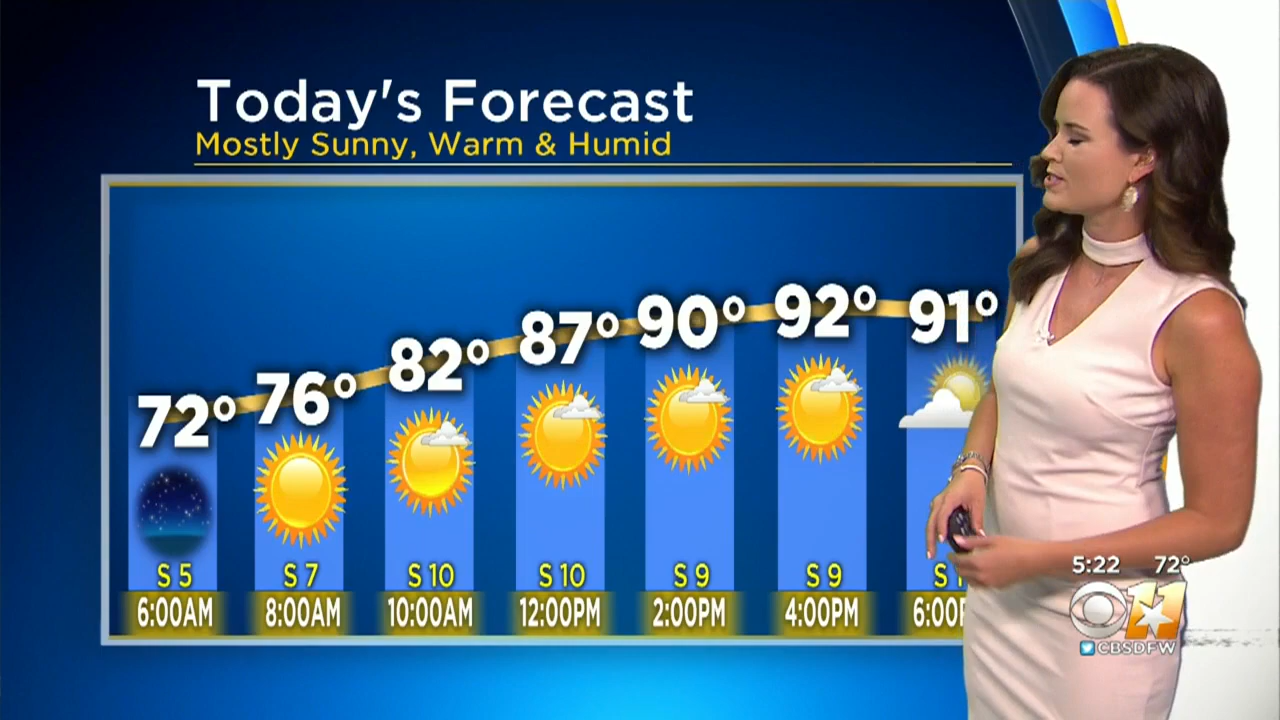 Today's Forecast
Mostly Sunny, Warm & Humid
72° 76° 82° 87° 90° 92° 91°
S 5 S 7 S 10 S 10 S 9 S 9 S
6:00AM 8:00AM 10:00AM 12:00PM 2:00PM 4:00PM
5:22 72°
11
CBSDFW